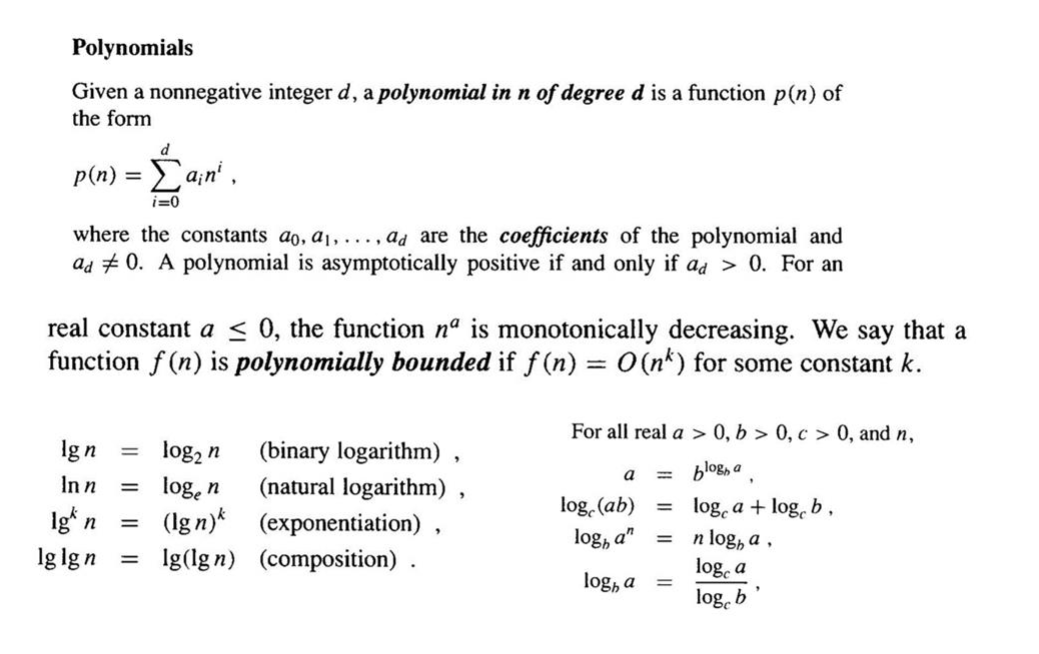 Polynomials
Given a nonnegative integer d, a polynomial in n of degree d is a function p(n) of
the form
p(n) = ∑_{i=0}^{d} a_i n^i ,
where the constants a_0, a_1, . . . , a_d are the coefficients of the polynomial and
a_d ≠ 0. A polynomial is asymptotically positive if and only if a_d > 0. For an
real constant a ≤ 0, the function n^a is monotonically decreasing. We say that a
function f(n) is polynomially bounded if f(n) = O(n^k) for some constant k.
lg n = log_2 n (binary logarithm) ,
ln n = log_e n (natural logarithm) ,
lg^k n = (lg n)^k (exponentiation) ,
lg lg n = lg(lg n) (composition) .
For all real a > 0, b > 0, c > 0, and n,
a = b^{log_b a} ,
log_c(ab) = log_c a + log_c b ,
log_b a^n = n log_b a ,
log_b a = \frac{log_c a}{log_c b} ,